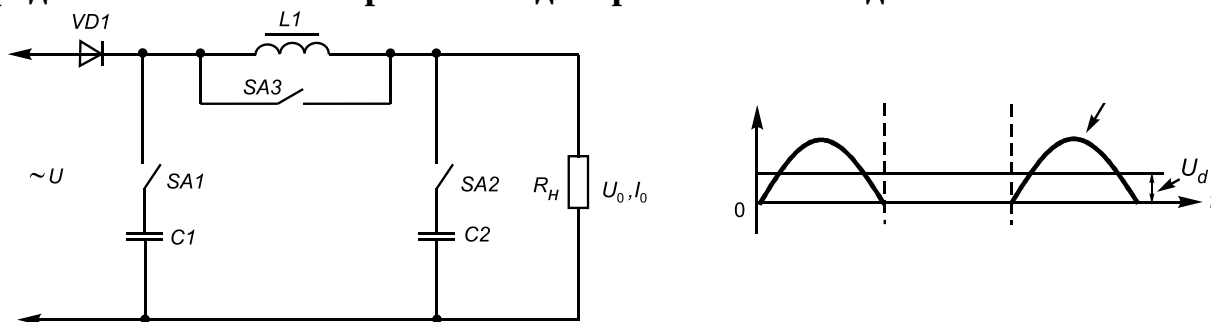 VD1
L1
SA3
~U
SA1
SA2
R_H
U_0, I_0
C1
C2
U_d
0